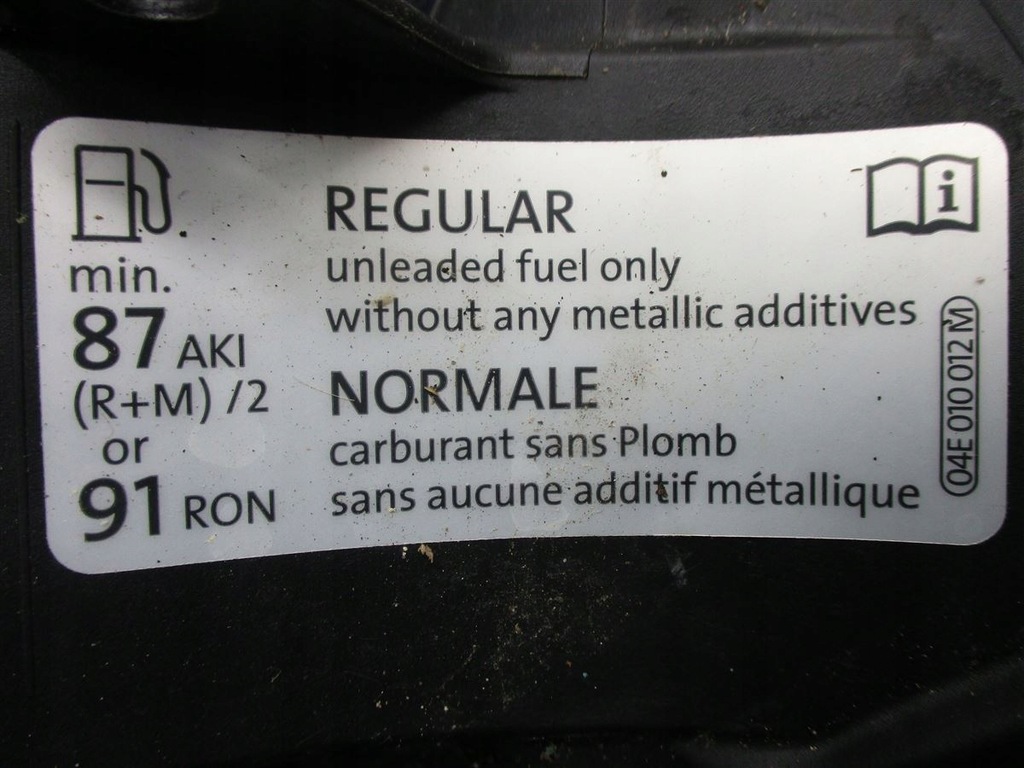 min.
87 AKI
(R+M) /2
or
91 RON
REGULAR
unleaded fuel only
without any metallic additives
NORMALE
carburant sans Plomb
sans aucune additif métallique
i
04E 010 012 M